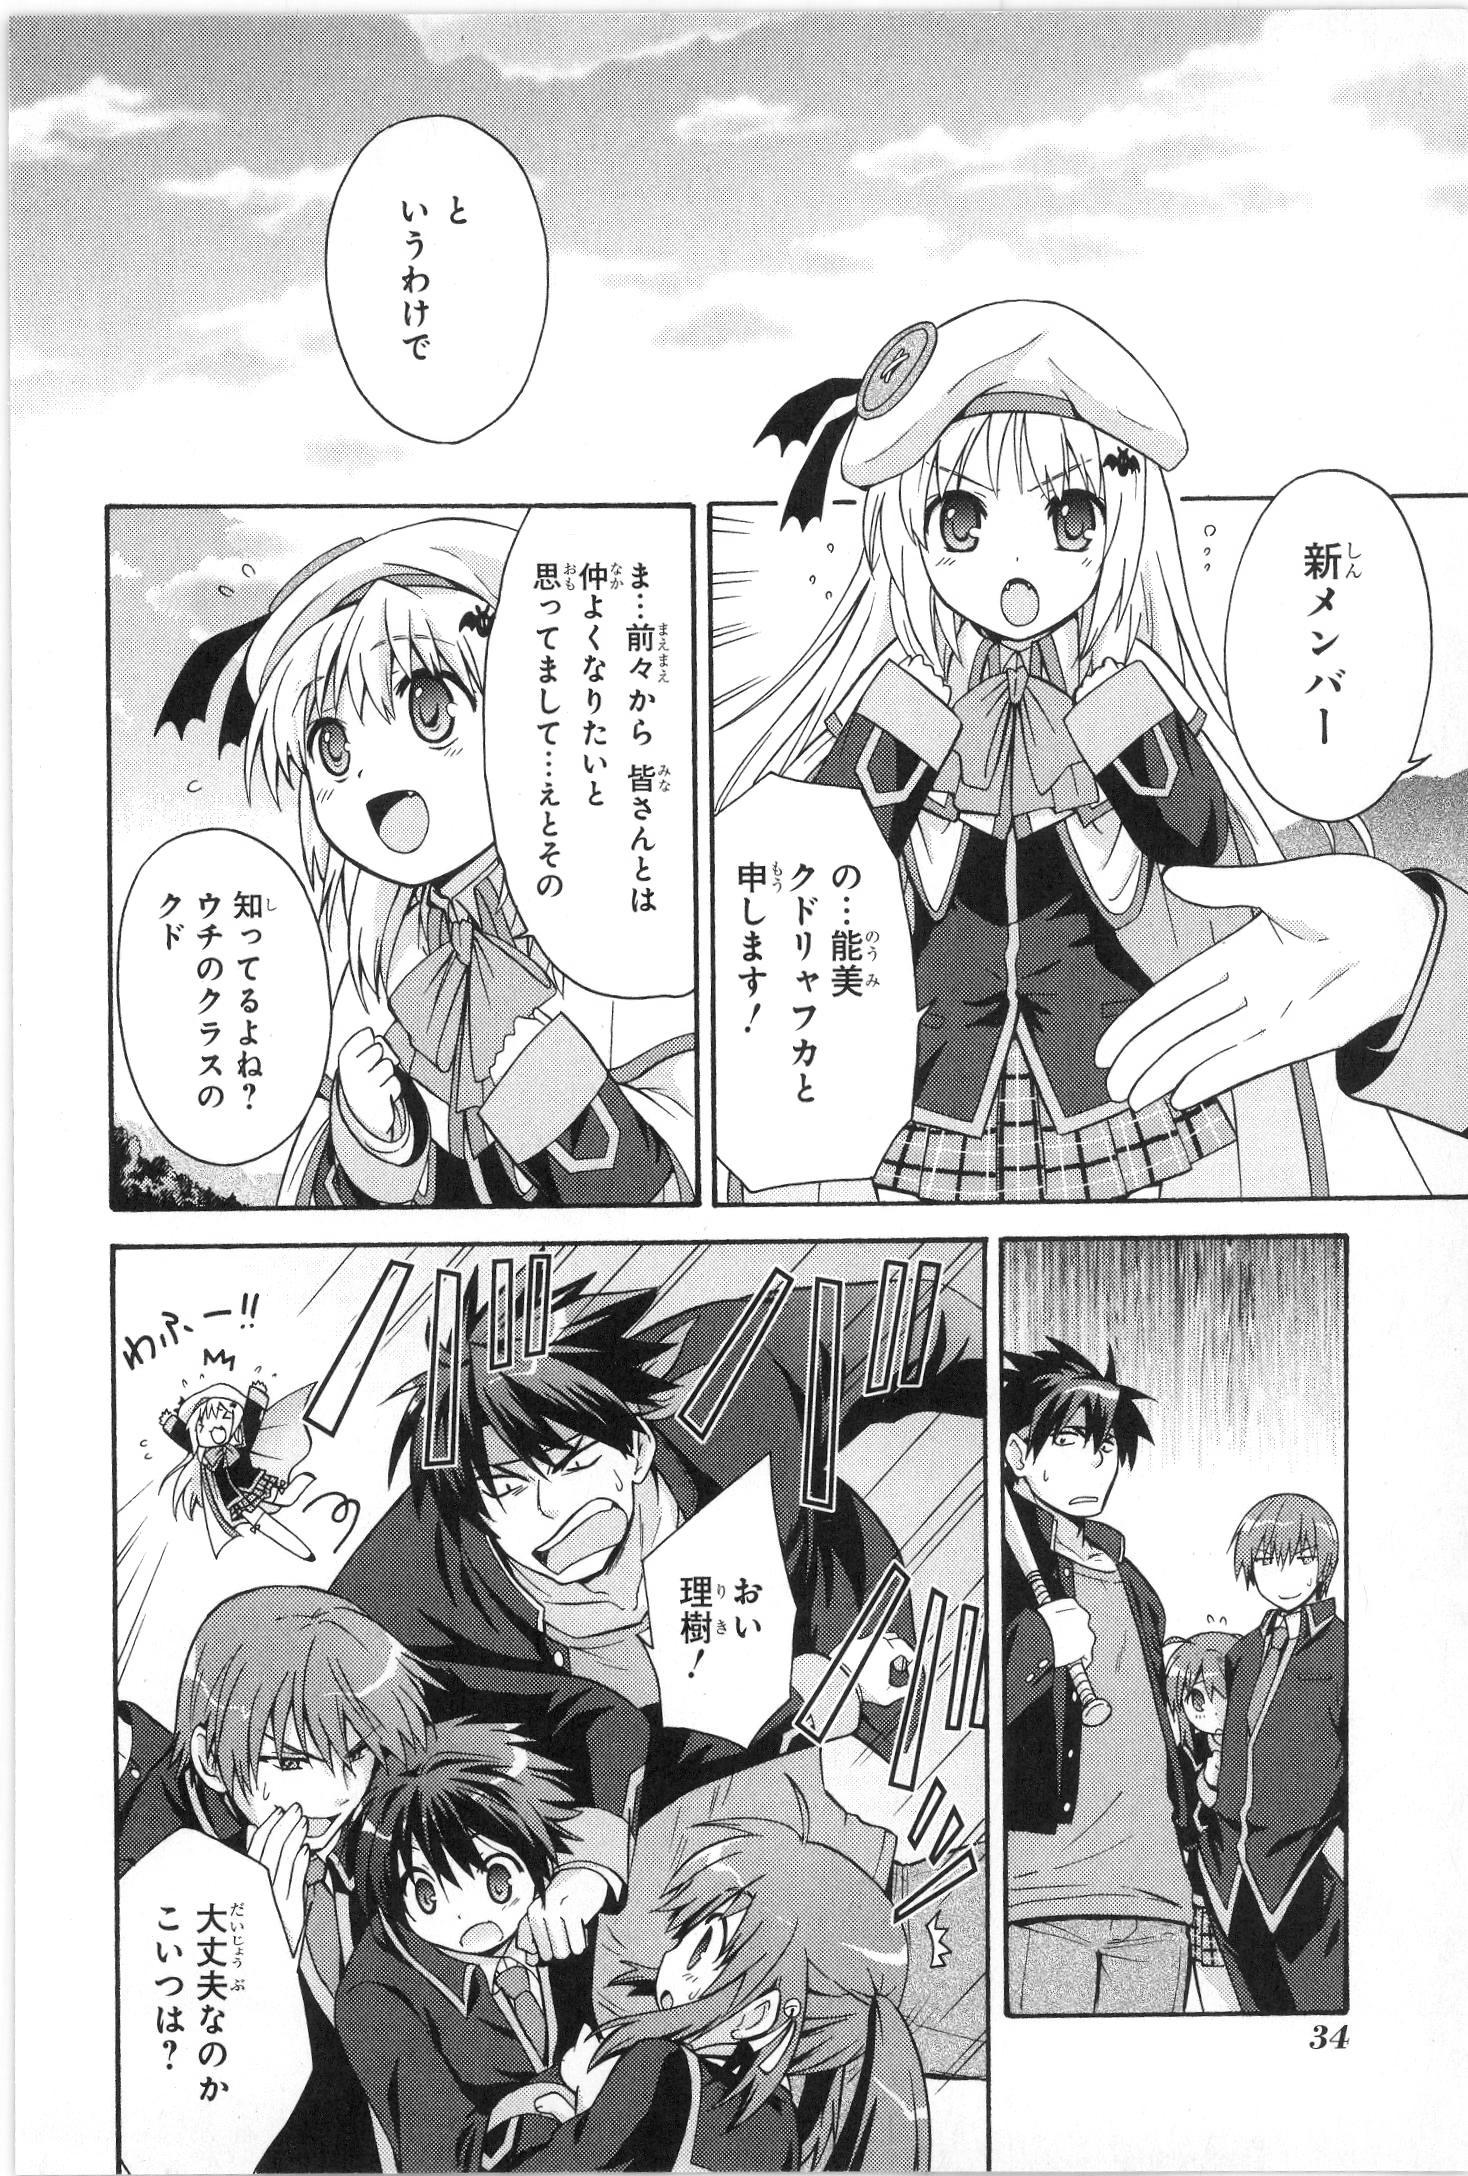 と
いうわけで
新メンバー
の…能美
クドリャフカと
申します！
ま…前々から 皆さんとは
仲よくなりたいと
思ってまして…えとその
知ってるよね？
ウチのクラスの
クド
おい
理樹！
わふー!!
大丈夫なのか
こいつは？
34